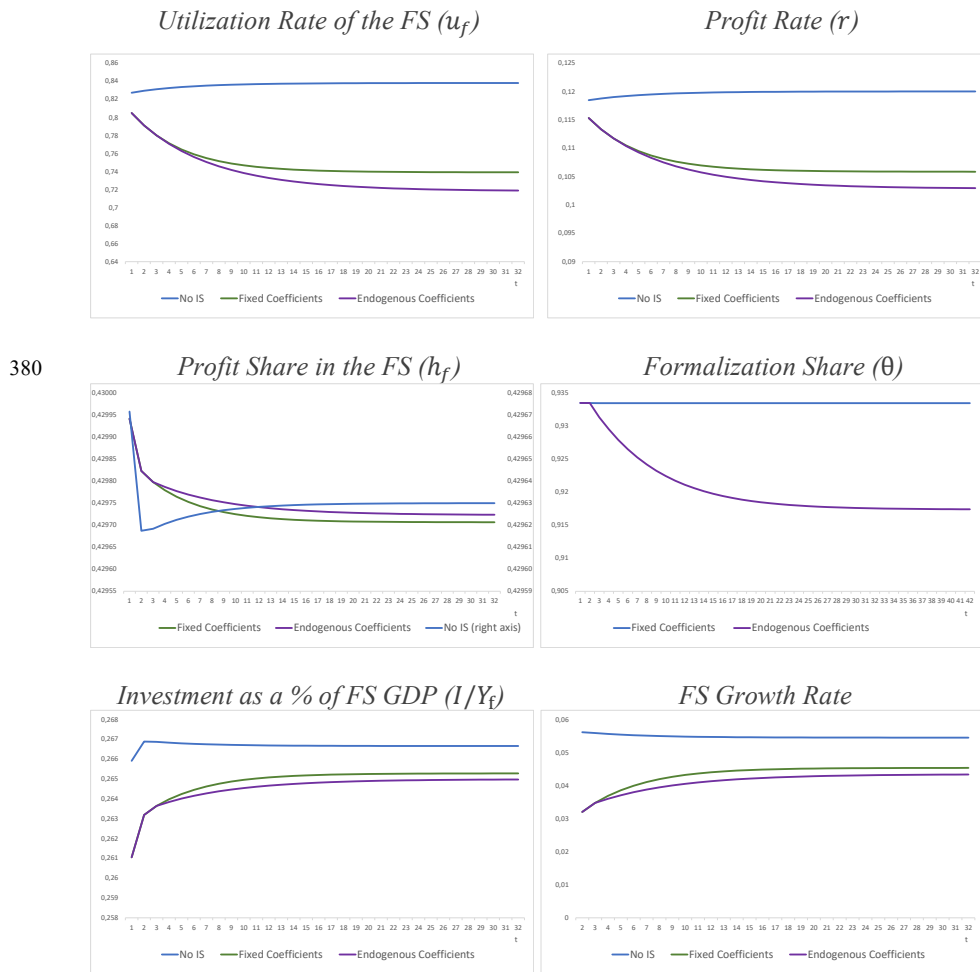 Utilization Rate of the FS (u_f)
0,86
0,84
0,82
0,8
0,78
0,76
0,74
0,72
0,7
0,68
0,66
0,64
1 2 3 4 5 6 7 8 9 10 11 12 13 14 15 16 17 18 19 20 21 22 23 24 25 26 27 28 29 30 31 32
t
No IS Fixed Coefficients Endogenous Coefficients
Profit Rate (r)
0,125
0,12
0,115
0,11
0,105
0,1
0,095
0,09
1 2 3 4 5 6 7 8 9 10 11 12 13 14 15 16 17 18 19 20 21 22 23 24 25 26 27 28 29 30 31 32
t
No IS Fixed Coefficients Endogenous Coefficients
380
Profit Share in the FS (h_f)
0,43000
0,42995
0,42990
0,42985
0,42980
0,42975
0,42970
0,42965
0,42960
0,42955
0,42968
0,42967
0,42966
0,42965
0,42964
0,42963
0,42962
0,42961
0,42960
0,42959
1 2 3 4 5 6 7 8 9 10 11 12 13 14 15 16 17 18 19 20 21 22 23 24 25 26 27 28 29 30 31 32
t
Fixed Coefficients Endogenous Coefficients No IS (right axis)
Formalization Share (θ)
0,935
0,93
0,925
0,92
0,915
0,91
0,905
1 2 3 4 5 6 7 8 9 10 11 12 13 14 15 16 17 18 19 20 21 22 23 24 25 26 27 28 29 30 31 32 33 34 35 36 37 38 39 40 41 42
t
Fixed Coefficients Endogenous Coefficients
Investment as a % of FS GDP (I/Y_f)
0,268
0,267
0,266
0,265
0,264
0,263
0,262
0,261
0,26
0,259
0,258
1 2 3 4 5 6 7 8 9 10 11 12 13 14 15 16 17 18 19 20 21 22 23 24 25 26 27 28 29 30 31 32
t
No IS Fixed Coefficients Endogenous Coefficients
FS Growth Rate
0,06
0,05
0,04
0,03
0,02
0,01
0
2 3 4 5 6 7 8 9 10 11 12 13 14 15 16 17 18 19 20 21 22 23 24 25 26 27 28 29 30 31 32
t
No IS Fixed Coefficients Endogenous Coefficients